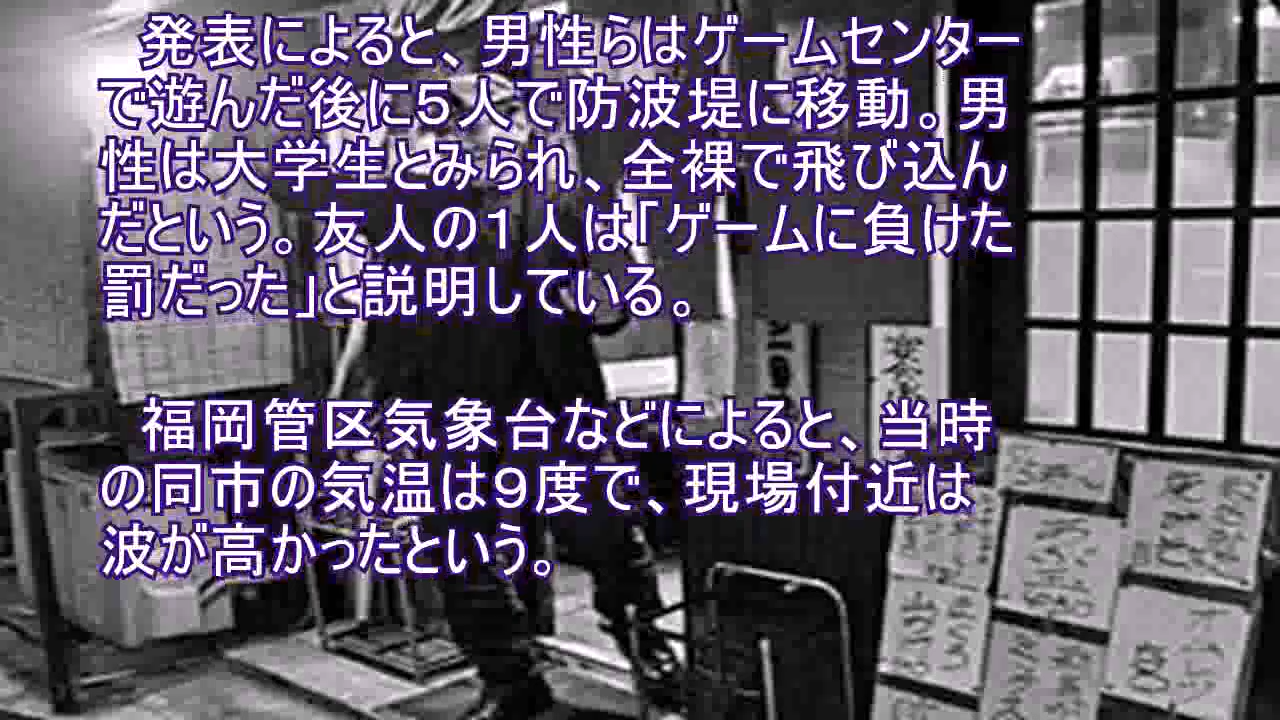 発表によると、男性らはゲームセンター
で遊んだ後に５人で防波堤に移動。男
性は大学生とみられ、全裸で飛び込ん
だという。友人の１人は「ゲームに負けた
罰だった」と説明している。
福岡管区気象台などによると、当時
の同市の気温は９度で、現場付近は
波が高かったという。